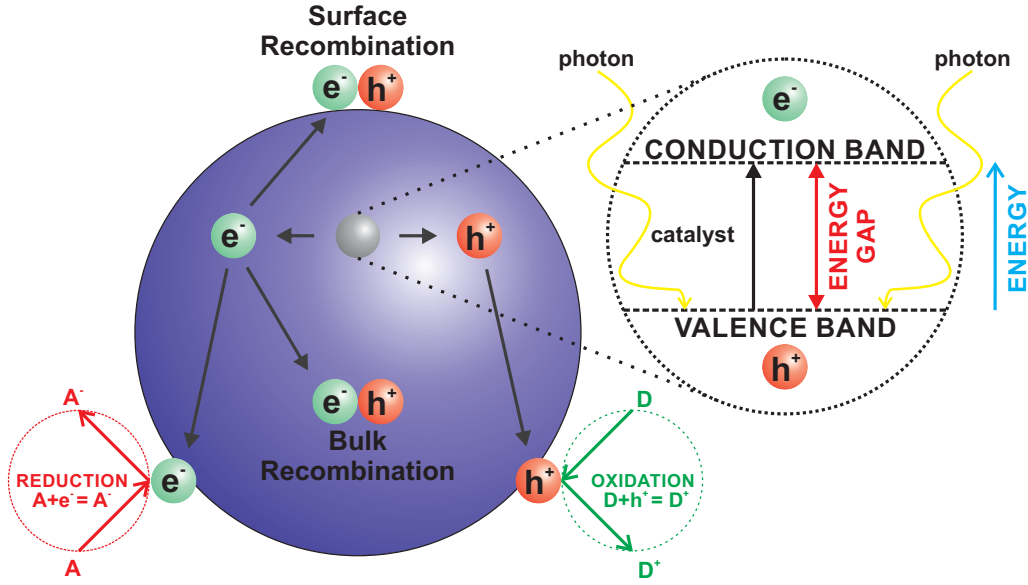 Surface
Recombination
e⁻ h⁺
photon
photon
e⁻
CONDUCTION BAND
catalyst
ENERGY
GAP
ENERGY
VALENCE BAND
h⁺
e⁻
h⁺
e⁻ h⁺
Bulk
Recombination
A⁻
REDUCTION
A+e⁻= A⁻
A
e⁻
h⁺
D
OXIDATION
D+h⁺= D⁺
D⁺